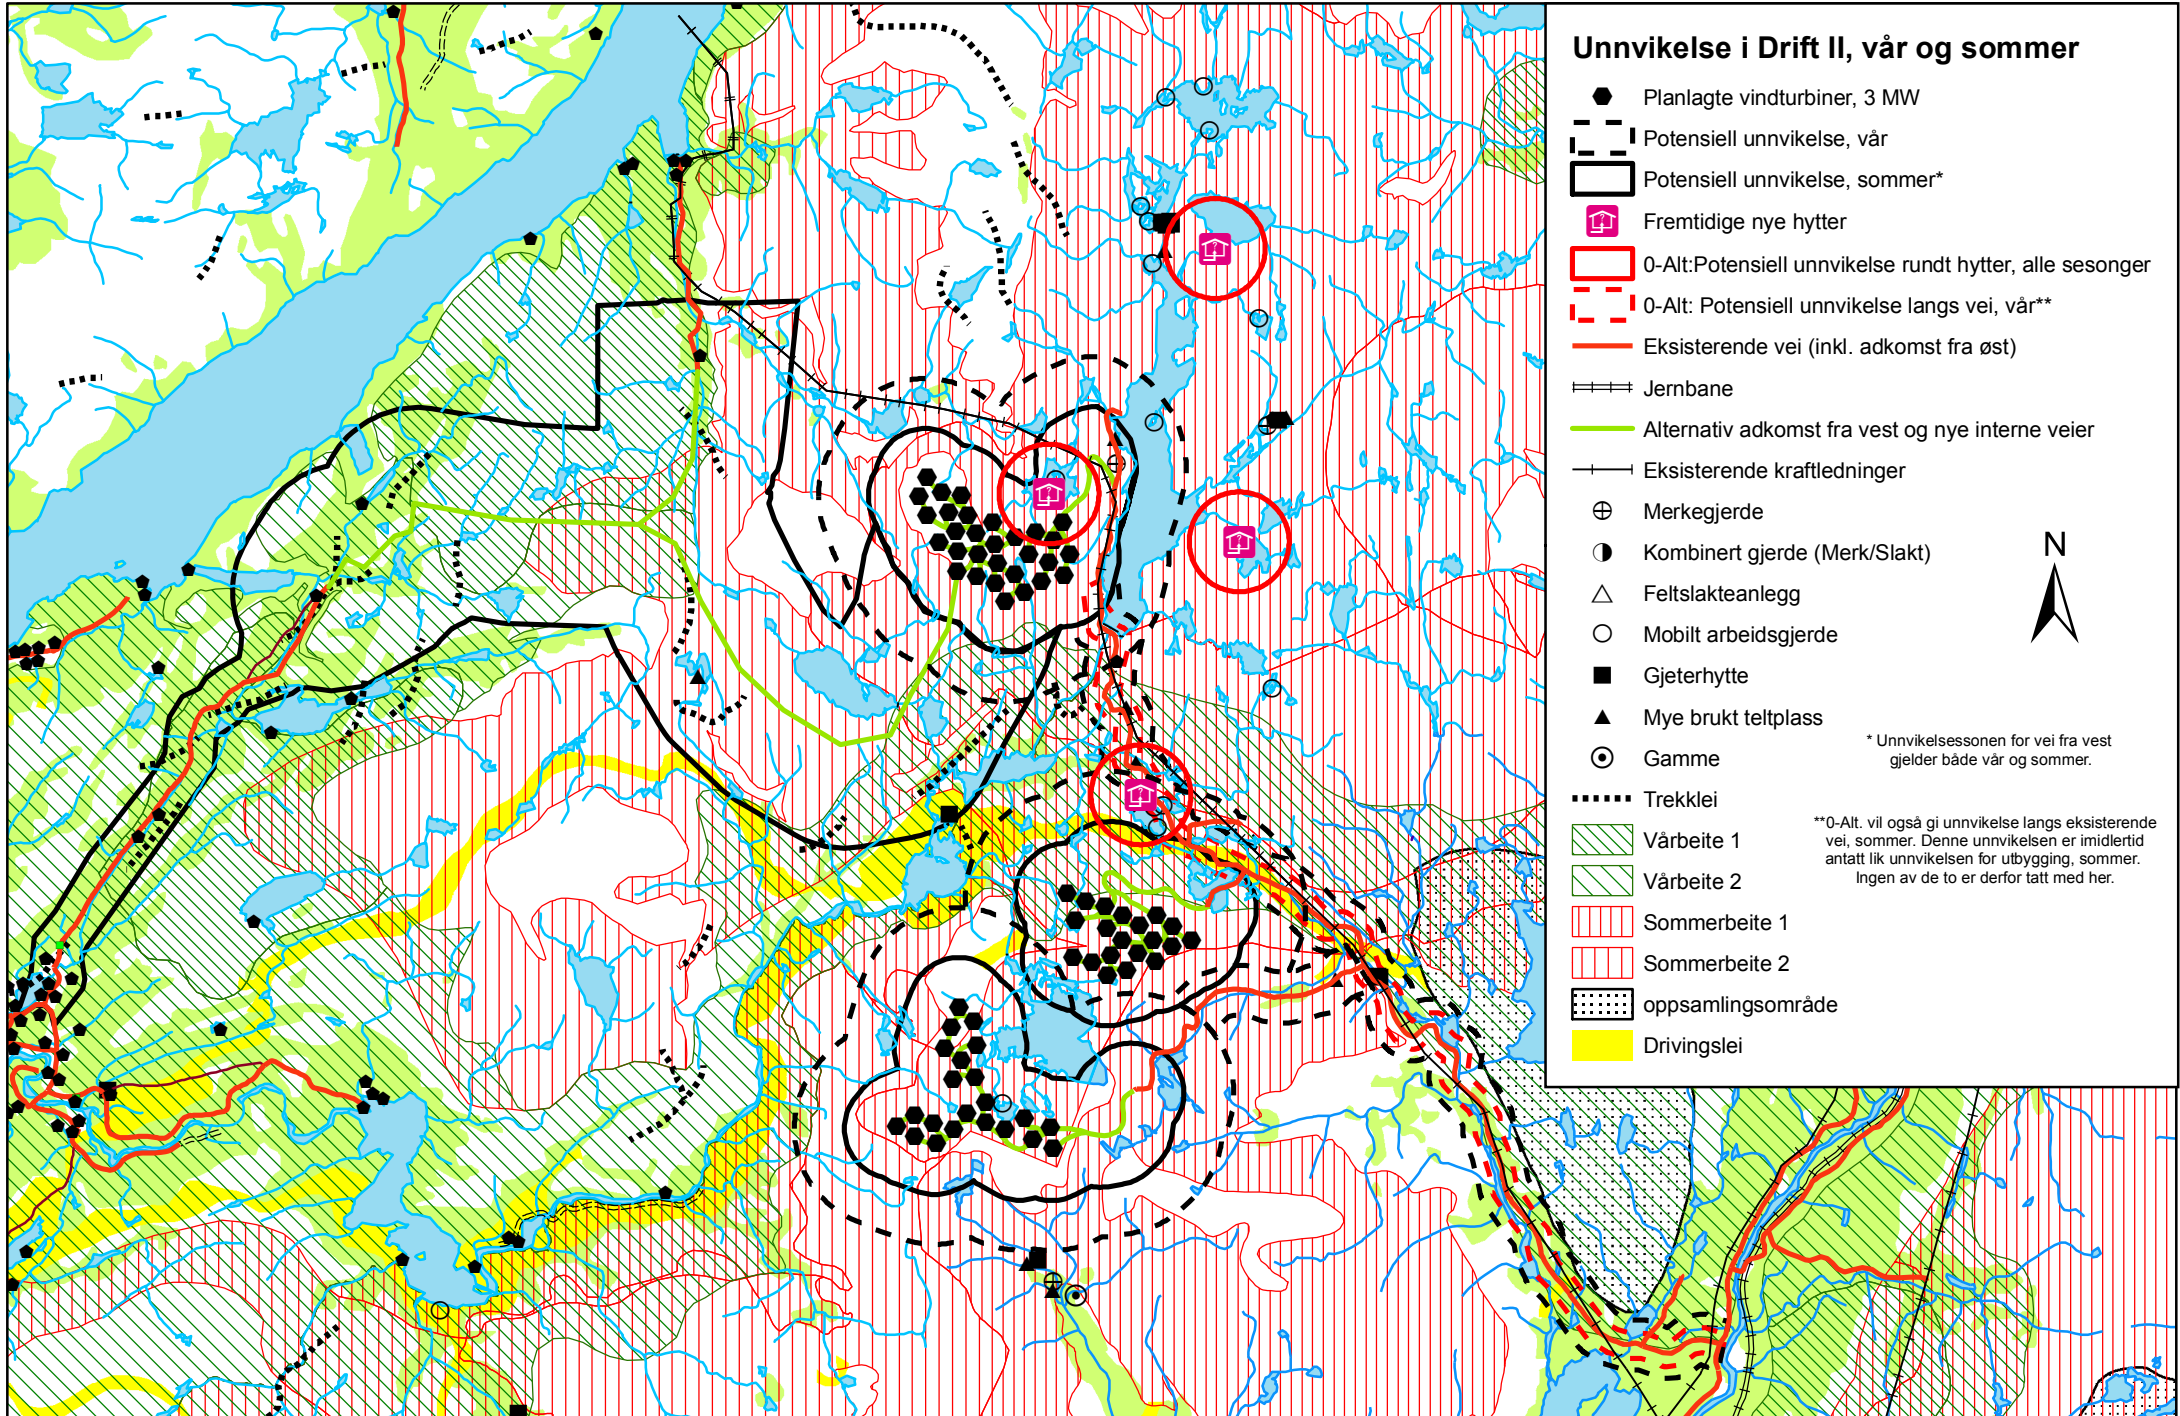 Unnvikelse i Drift II, vår og sommer
Planlagte vindturbiner, 3 MW
Potensiell unnvikelse, vår
Potensiell unnvikelse, sommer*
Fremtidige nye hytter
0-Alt:Potensiell unnvikelse rundt hytter, alle sesonger
0-Alt: Potensiell unnvikelse langs vei, vår**
Eksisterende vei (inkl. adkomst fra øst)
Jernbane
Alternativ adkomst fra vest og nye interne veier
Eksisterende kraftledninger
Merkegjerde
Kombinert gjerde (Merk/Slakt)
Feltslakteanlegg
Mobilt arbeidsgjerde
Gjeterhytte
Mye brukt teltplass
Gamme
Trekklei
Vårbeite 1
Vårbeite 2
Sommerbeite 1
Sommerbeite 2
oppsamlingsområde
Drivingslei
N
* Unnvikelsessonen for vei fra vest
gjelder både vår og sommer.
**0-Alt. vil også gi unnvikelse langs eksisterende
vei, sommer. Denne unnvikelsen er imidlertid
antatt lik unnvikelsen for utbygging, sommer.
Ingen av de to er derfor tatt med her.